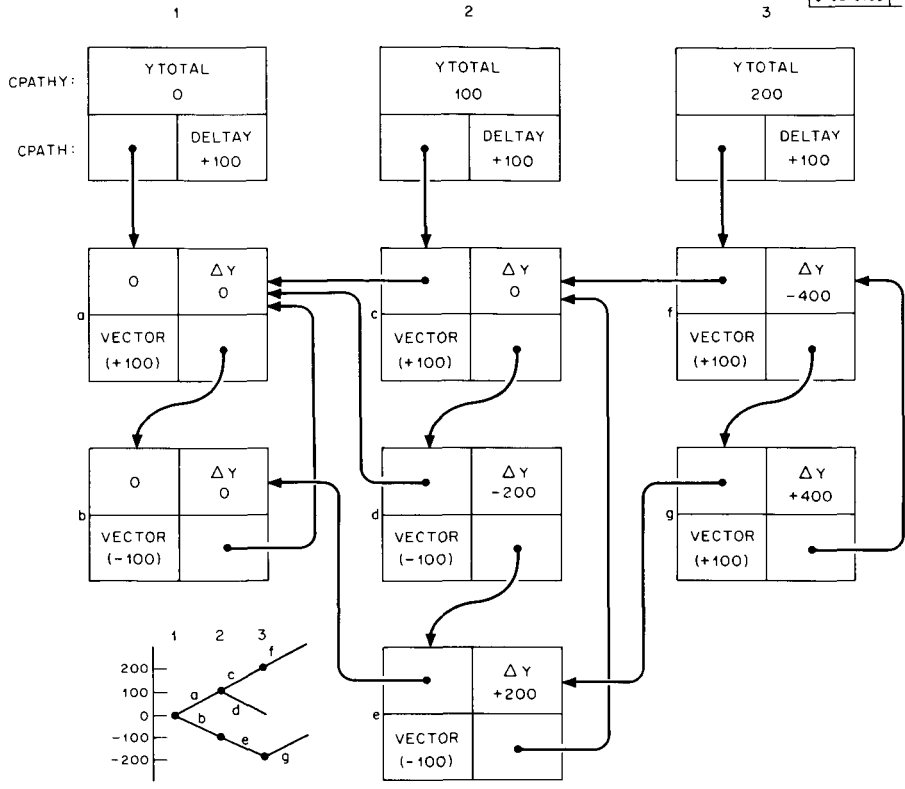 1 2 3
CPATHY: YTOTAL YTOTAL YTOTAL
0 100 200
CPATH: DELTAY DELTAY DELTAY
+100 +100 +100
0 ΔY ΔY ΔY
0 0 -400
a c f
VECTOR VECTOR VECTOR
(+100) (+100) (+100)
0 ΔY ΔY ΔY
0 -200 +400
b d g
VECTOR VECTOR VECTOR
(-100) (-100) (+100)
1 2 3
f
200 c
ΔY
100 a +200
d
0 e
b
-100 e VECTOR
(-100)
-200 g